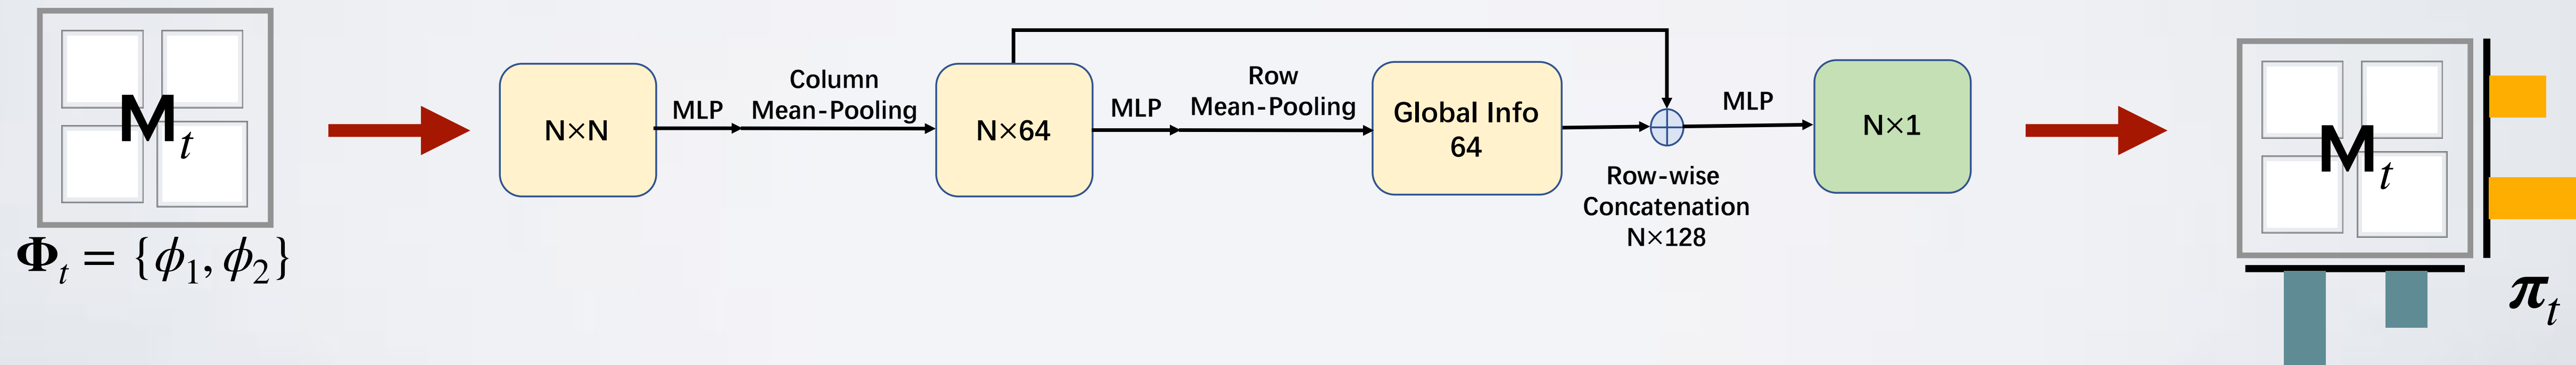 M_t
Φ_t = {ϕ_1, ϕ_2}
N×N
MLP
Column
Mean-Pooling
N×64
MLP
Row
Mean-Pooling
Global Info
64
Row-wise
Concatenation
N×128
MLP
N×1
M_t
π_t